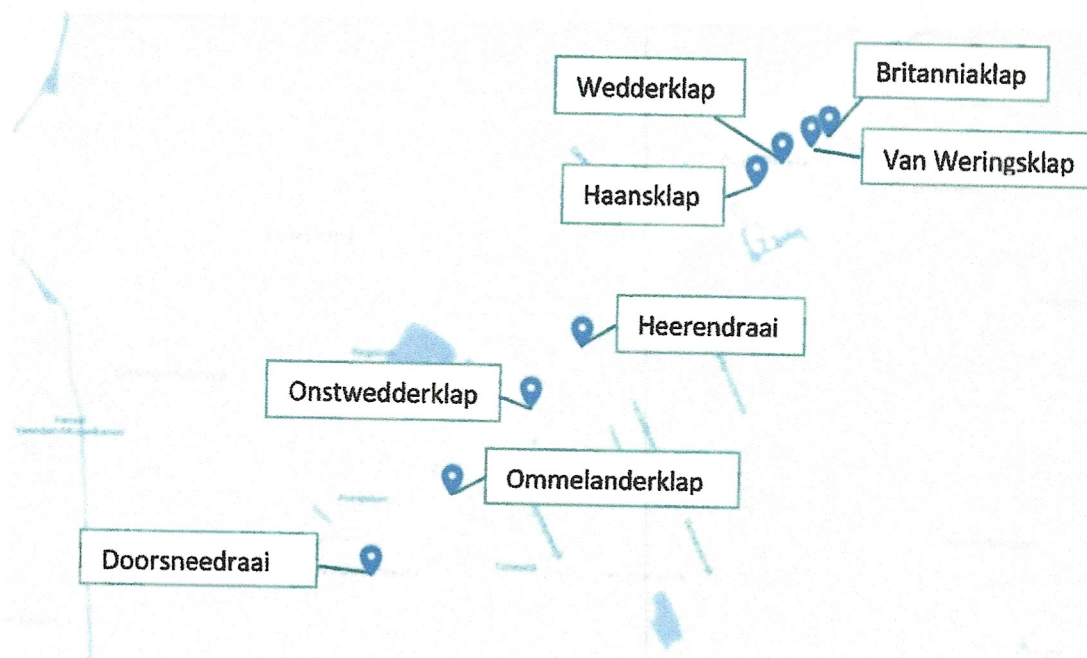 Britanniaklap
Wedderklap
Van Weringsklap
Haansklap
Heerendraai
Onstwedderklap
Ommelanderklap
Doorsneedraai